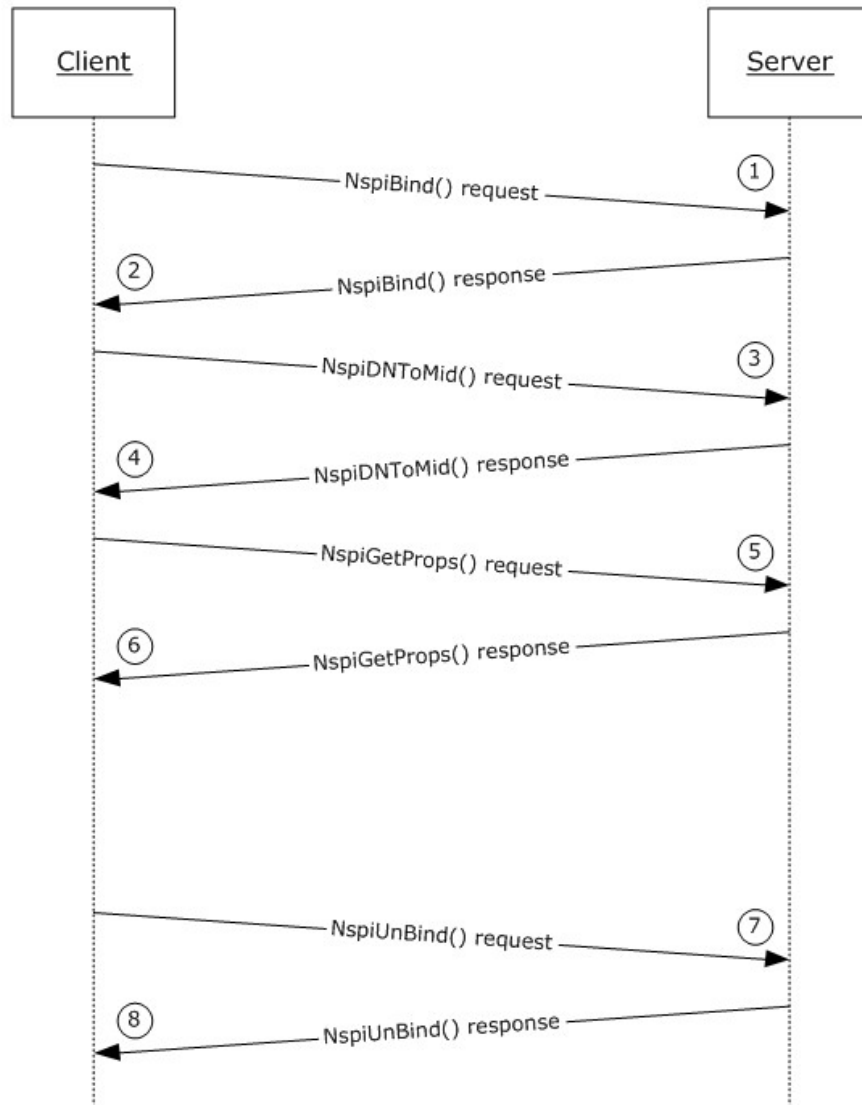 Client
Server
1
NspiBind() request
2
NspiBind() response
3
NspiDNToMid() request
4
NspiDNToMid() response
5
NspiGetProps() request
6
NspiGetProps() response
7
NspiUnBind() request
8
NspiUnBind() response